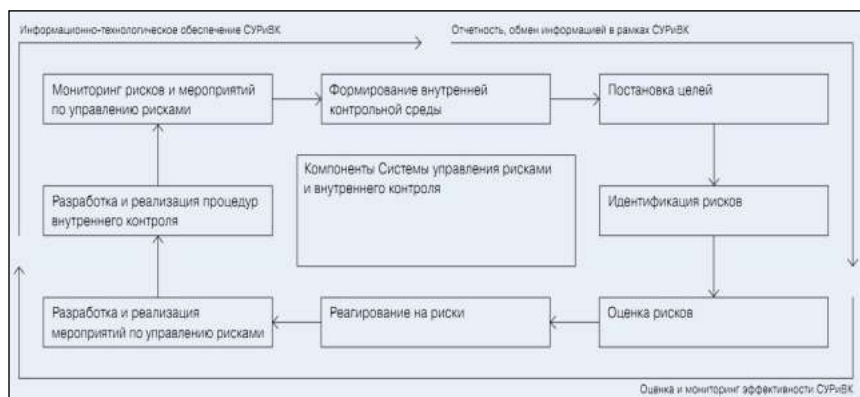 Информационно-технологическое обеспечение СУРиВК
Отчетность, обмен информацией в рамках СУРиВК
Мониторинг рисков и мероприятий
по управлению рисками
Формирование внутренней
контрольной среды
Постановка целей
Компоненты Системы управления рисками
и внутреннего контроля
Разработка и реализация процедур
внутреннего контроля
Идентификация рисков
Разработка и реализация
мероприятий по управлению рисками
Реагирование на риски
Оценка рисков
Оценка и мониторинг эффективности СУРиВК